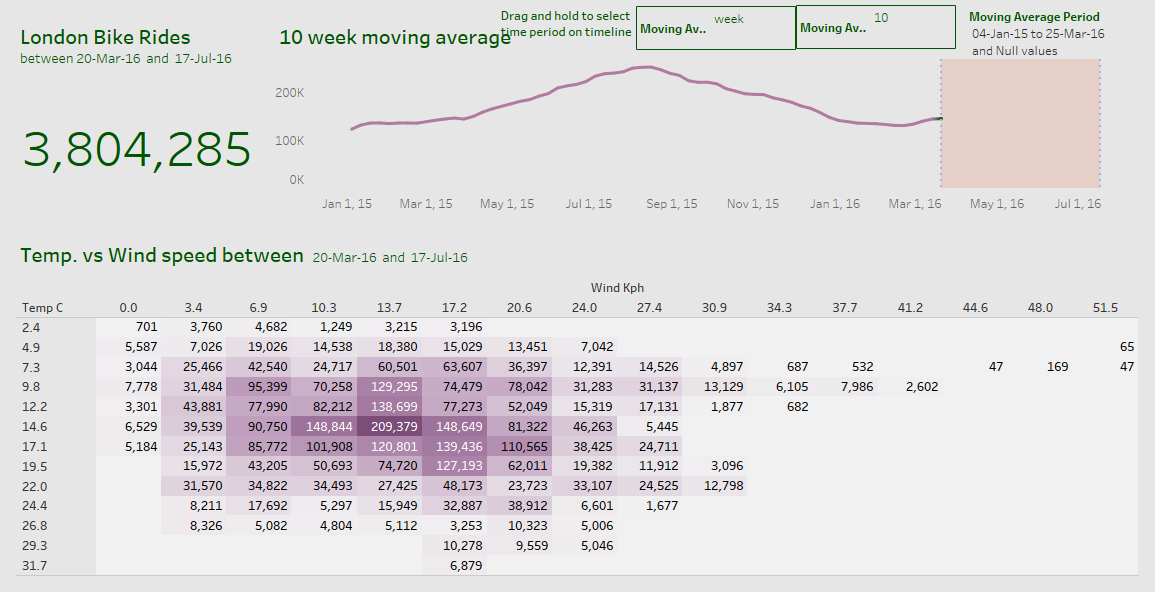 London Bike Rides
between 20-Mar-16 and 17-Jul-16
3,804,285
10 week moving average
Drag and hold to select
time period on timeline
Moving Av.. week
Moving Av.. 10
Moving Average Period
04-Jan-15 to 25-Mar-16
and Null values
200K
100K
0K
Jan 1, 15 Mar 1, 15 May 1, 15 Jul 1, 15 Sep 1, 15 Nov 1, 15 Jan 1, 16 Mar 1, 16 May 1, 16 Jul 1, 16
Temp. vs Wind speed between 20-Mar-16 and 17-Jul-16
Wind Kph
Temp C 0.0 3.4 6.9 10.3 13.7 17.2 20.6 24.0 27.4 30.9 34.3 37.7 41.2 44.6 48.0 51.5
2.4 701 3,760 4,682 1,249 3,215 3,196
4.9 5,587 7,026 19,026 14,538 18,380 15,029 13,451 7,042 65
7.3 3,044 25,466 42,540 24,717 60,501 63,607 36,397 12,391 14,526 4,897 687 532 47 169 47
9.8 7,778 31,484 95,399 70,258 129,295 74,479 78,042 31,283 31,137 13,129 6,105 7,986 2,602
12.2 3,301 43,881 77,990 82,212 138,699 77,273 52,049 15,319 17,131 1,877 682
14.6 6,529 39,539 90,750 148,844 209,379 148,649 81,322 46,263 5,445
17.1 5,184 25,143 85,772 101,908 120,801 139,436 110,565 38,425 24,711
19.5 15,972 43,205 50,693 74,720 127,193 62,011 19,382 11,912 3,096
22.0 31,570 34,822 34,493 27,425 48,173 23,723 33,107 24,525 12,798
24.4 8,211 17,692 5,297 15,949 32,887 38,912 6,601 1,677
26.8 8,326 5,082 4,804 5,112 3,253 10,323 5,006
29.3 10,278 9,559 5,046
31.7 6,879